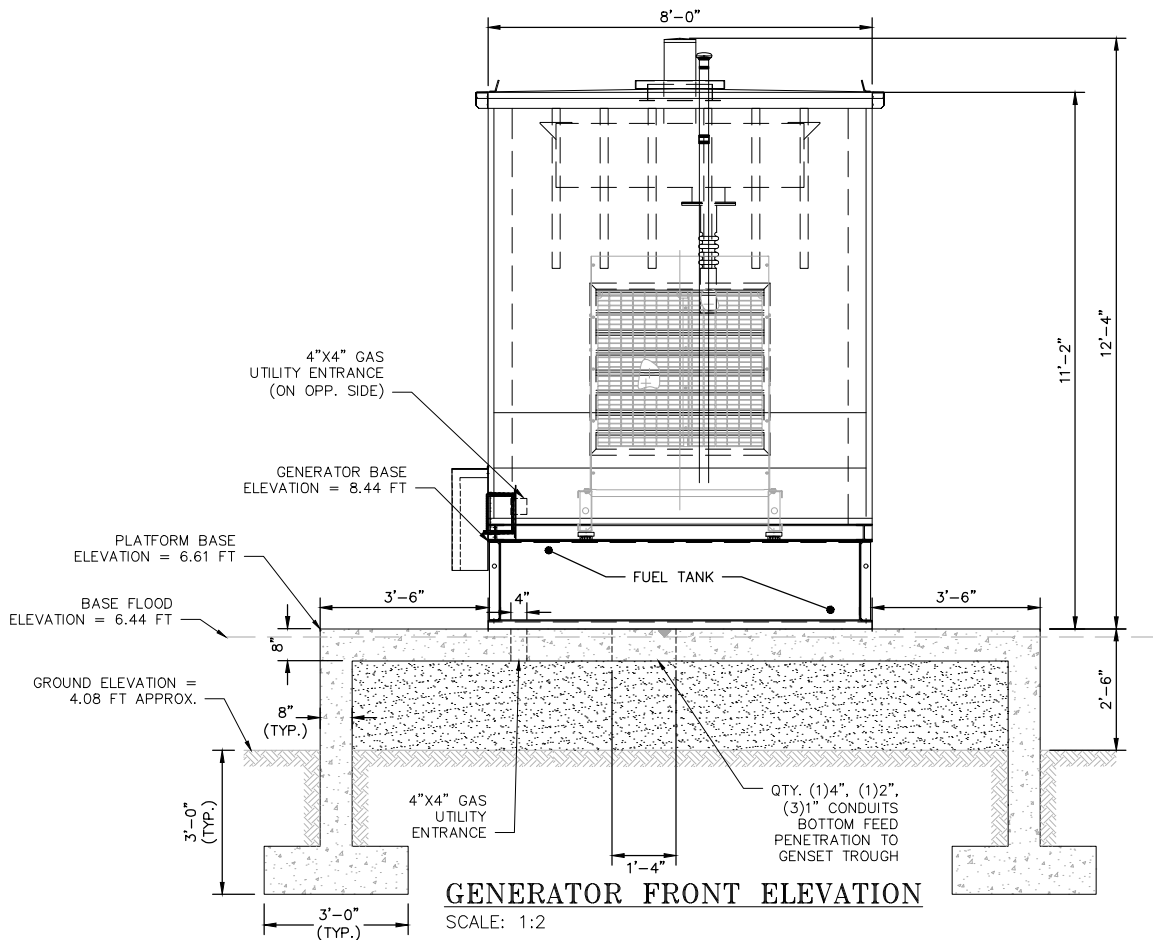 8'-0"
12'-4"
11'-2"
4"X4" GAS
UTILITY ENTRANCE
(ON OPP. SIDE)
GENERATOR BASE
ELEVATION = 8.44 FT
PLATFORM BASE
ELEVATION = 6.61 FT
FUEL TANK
BASE FLOOD
ELEVATION = 6.44 FT
3'-6"
4"
3'-6"
8"
GROUND ELEVATION =
4.08 FT APPROX.
8"
(TYP.)
2'-6"
3'-0"
(TYP.)
4"X4" GAS
UTILITY
ENTRANCE
QTY. (1)4", (1)2",
(3)1" CONDUITS
BOTTOM FEED
PENETRATION TO
GENSET TROUGH
1'-4"
3'-0"
(TYP.)
GENERATOR FRONT ELEVATION
SCALE: 1:2